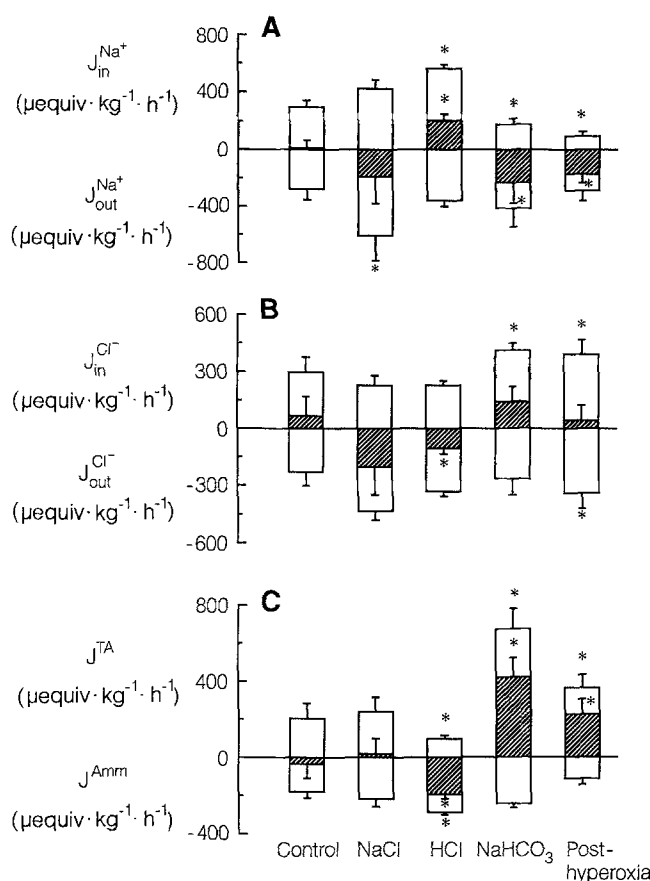 A
J_in^Na+
(µequiv·kg⁻¹·h⁻¹)
J_out^Na+
(µequiv·kg⁻¹·h⁻¹)
800
400
0
-400
-800
* * * * * * * *
B
J_in^Cl−
(µequiv·kg⁻¹·h⁻¹)
J_out^Cl−
(µequiv·kg⁻¹·h⁻¹)
600
300
0
-300
-600
* * * *
C
J^TA
(µequiv·kg⁻¹·h⁻¹)
J^Amm
(µequiv·kg⁻¹·h⁻¹)
800
400
0
-400
* * * * * * *
Control NaCl HCl NaHCO₃ Post-
hyperoxia